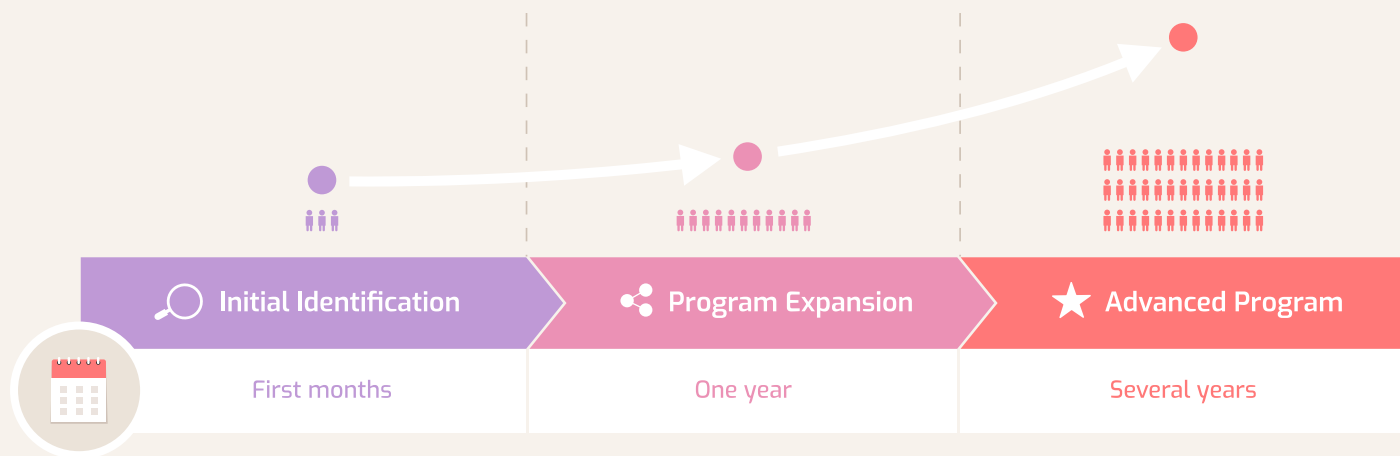 Initial Identification
Program Expansion
Advanced Program
First months
One year
Several years